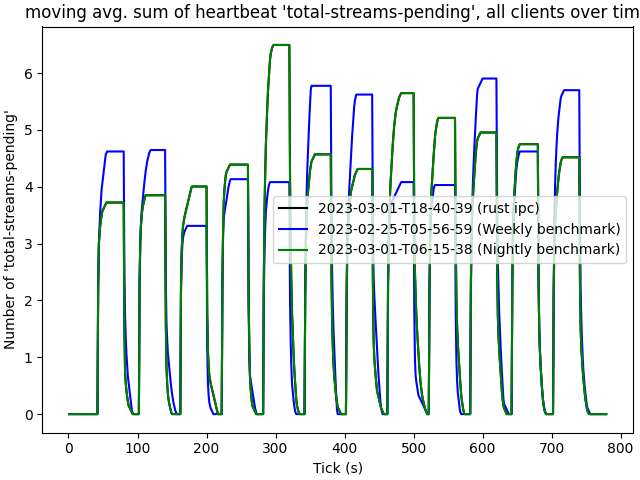 moving avg. sum of heartbeat 'total-streams-pending', all clients over tim
Number of 'total-streams-pending'
6
5
4
3
2
1
0
2023-03-01-T18-40-39 (rust ipc)
2023-02-25-T05-56-59 (Weekly benchmark)
2023-03-01-T06-15-38 (Nightly benchmark)
0 100 200 300 400 500 600 700 800
Tick (s)